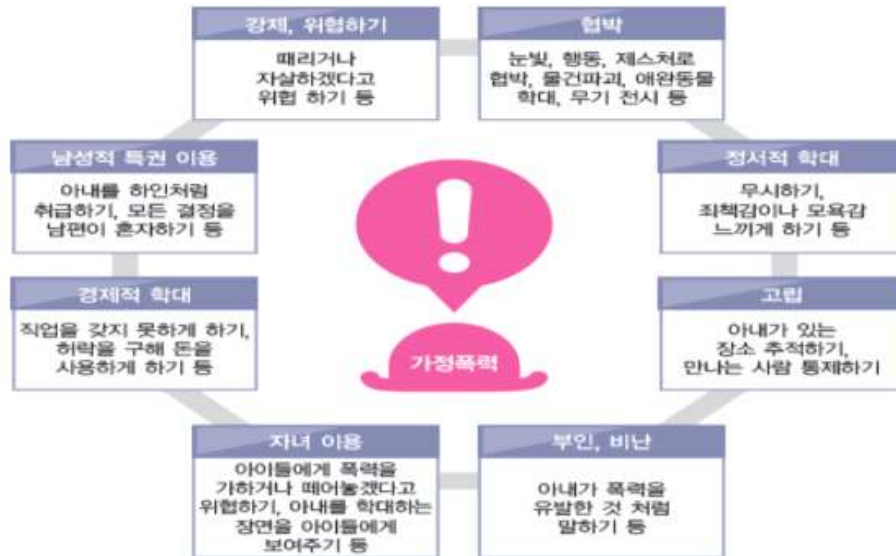 강제, 위협하기
때리거나
자살하겠다고
위협 하기 등
협박
눈빛, 행동, 제스처로
협박, 물건파괴, 애완동물
학대, 무기 전시 등
남성적 특권 이용
아내를 하인처럼
취급하기, 모든 결정을
남편이 혼자하기 등
정서적 학대
무시하기,
죄책감이나 모욕감
느끼게 하기 등
경제적 학대
직업을 갖지 못하게 하기,
허락을 구해 돈을
사용하게 하기 등
고립
아내가 있는
장소 추적하기,
만나는 사람 통제하기
가정폭력
자녀 이용
아이들에게 폭력을
가하거나 떼어놓겠다고
위협하기, 아내를 학대하는
장면을 아이들에게
보여주기 등
부인, 비난
아내가 폭력을
유발한 것 처럼
말하기 등